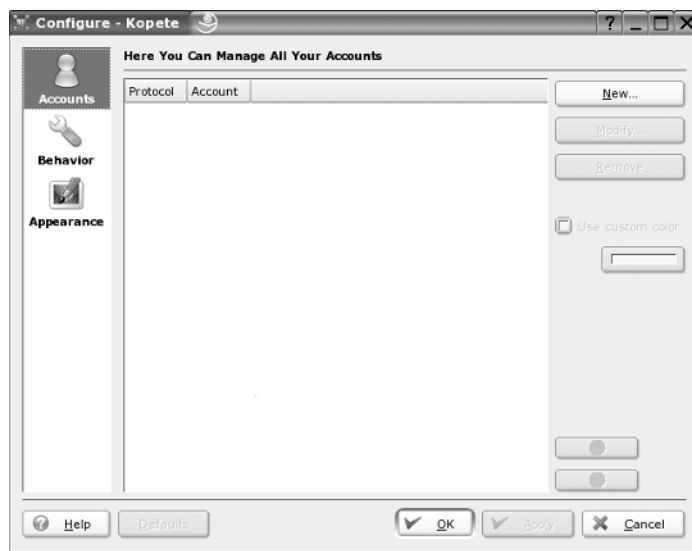 Configure - Kopete
Here You Can Manage All Your Accounts
Accounts
Behavior
Appearance
Protocol Account
New...
Modify...
Remove
Use custom color
Help
Defaults
OK
Apply
Cancel